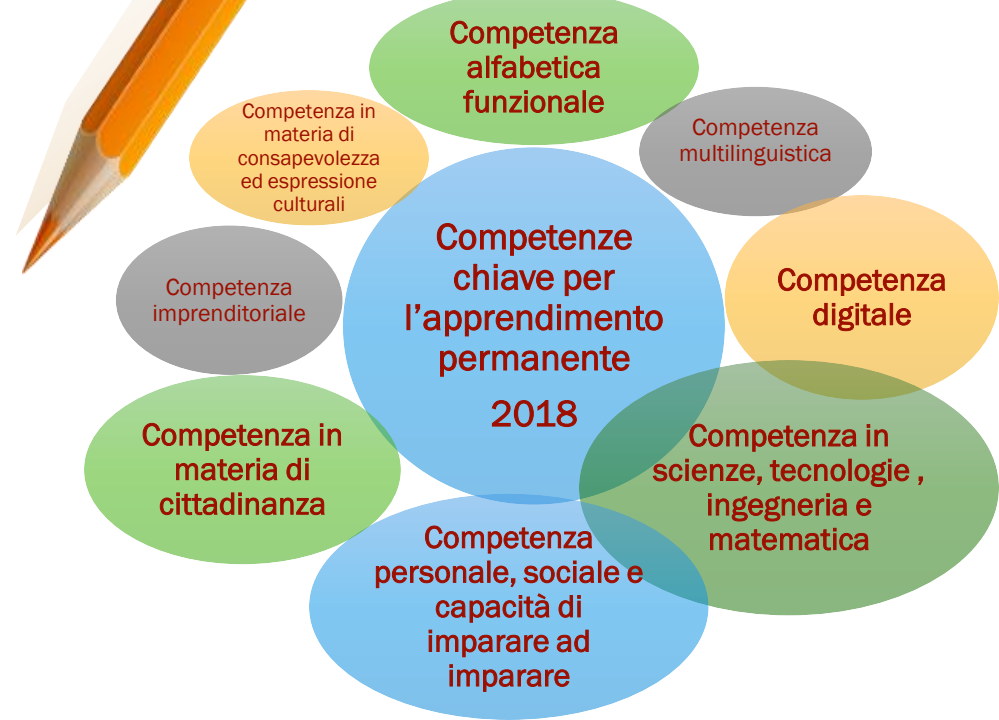 Competenza
alfabetica
funzionale
Competenza in
materia di
consapevolezza
ed espressione
culturali
Competenza
multilinguistica
Competenze
chiave per
l’apprendimento
permanente
2018
Competenza
imprenditoriale
Competenza
digitale
Competenza in
materia di
cittadinanza
Competenza in
scienze, tecnologie ,
ingegneria e
matematica
Competenza
personale, sociale e
capacità di
imparare ad
imparare